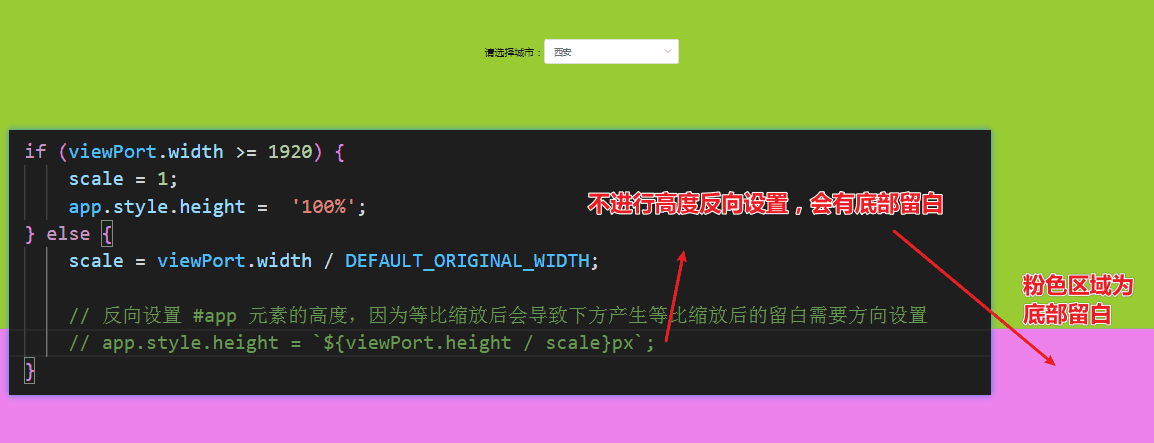 请选择城市： 西安
if (viewPort.width >= 1920) {
scale = 1;
app.style.height =  '100%';
} else {
scale = viewPort.width / DEFAULT_ORIGINAL_WIDTH;
// 反向设置 #app 元素的高度，因为等比缩放后会导致下方产生等比缩放后的留白需要方向设置
// app.style.height = `${viewPort.height / scale}px`;
}
不进行高度反向设置，会有底部留白
粉色区域为
底部留白